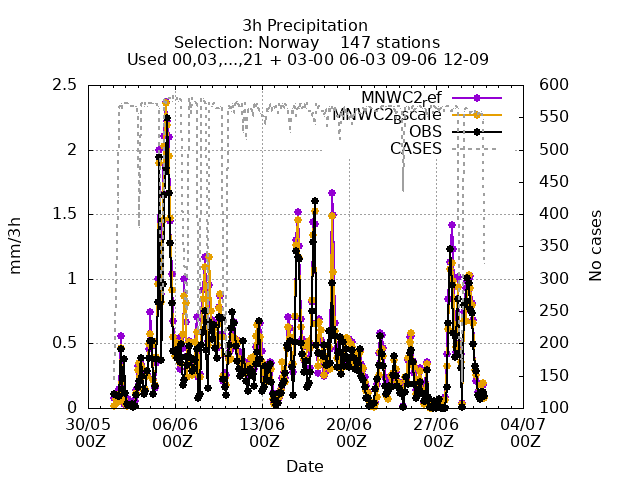 3h Precipitation
Selection: Norway    147 stations
Used 00,03,...,21 + 03-00 06-03 09-06 12-09
2.5
2
1.5
1
0.5
0
mm/3h
MNWC2ref
MNWC2Bscale
OBS
CASES
600
550
500
450
400
350
300
250
200
150
100
No cases
30/05 06/06 13/06 20/06 27/06 04/07
00Z 00Z 00Z 00Z 00Z 00Z
Date